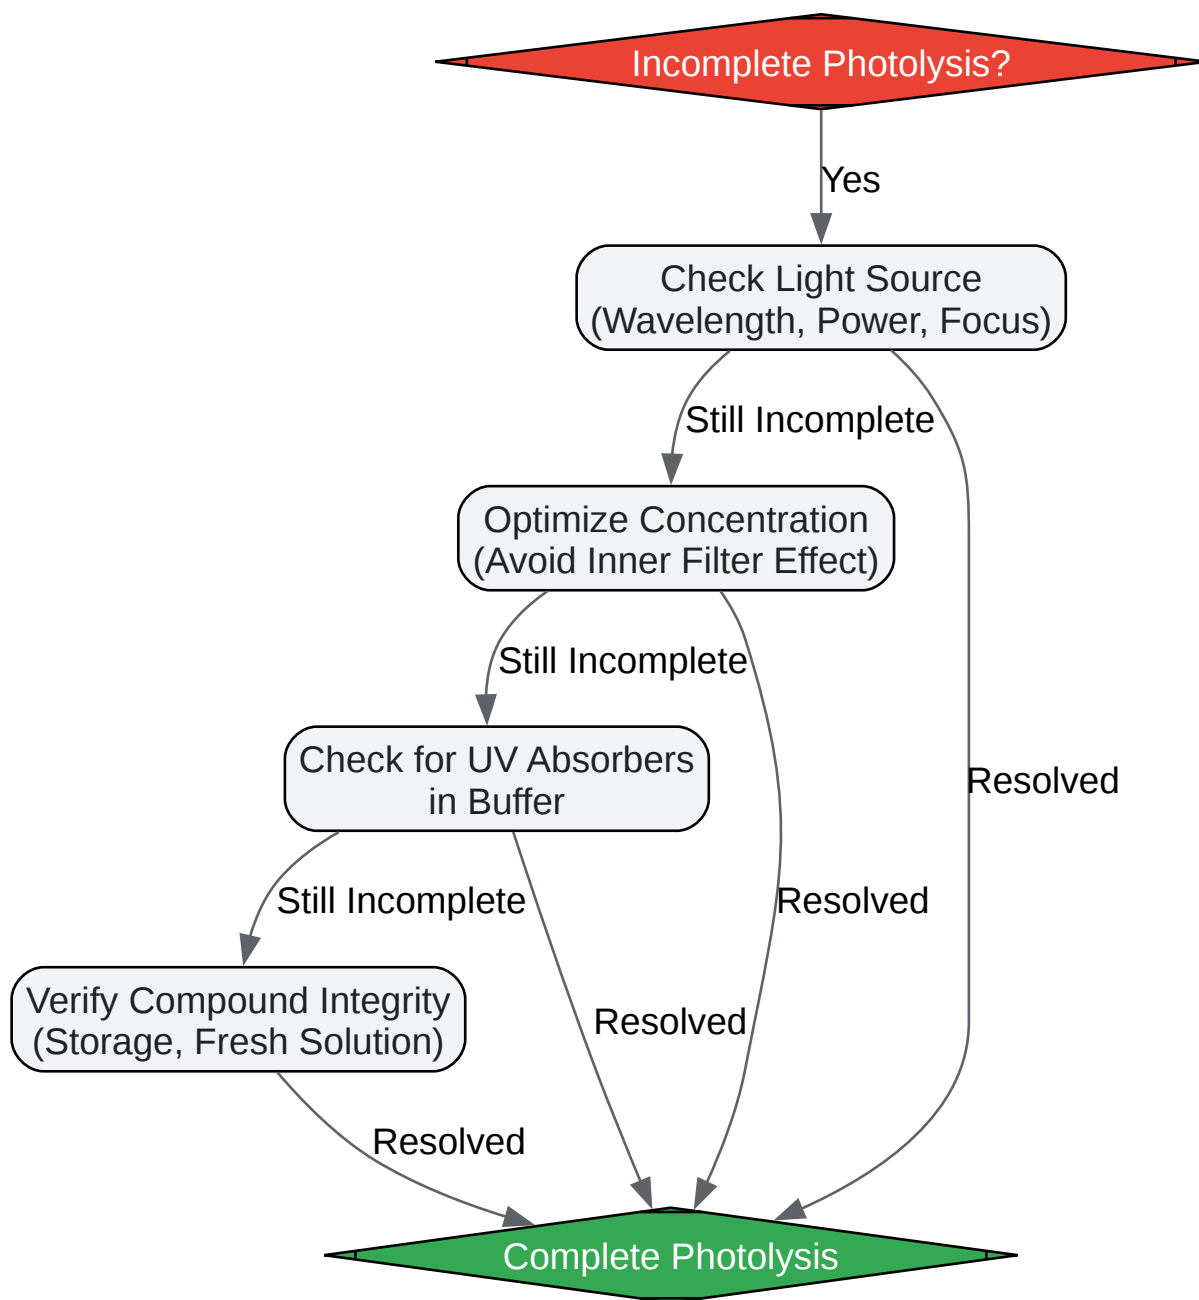 Incomplete Photolysis?
Yes
Check Light Source
(Wavelength, Power, Focus)
Still Incomplete
Optimize Concentration
(Avoid Inner Filter Effect)
Still Incomplete
Check for UV Absorbers
in Buffer
Resolved
Still Incomplete
Resolved
Verify Compound Integrity
(Storage, Fresh Solution)
Resolved
Resolved
Complete Photolysis